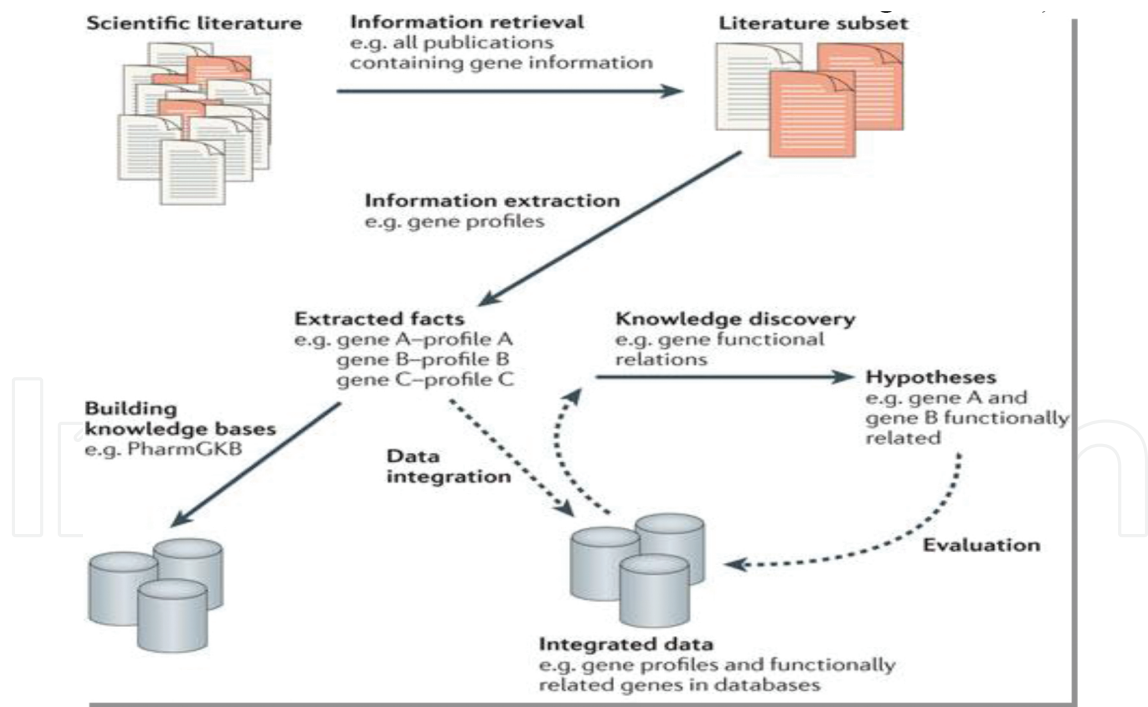 Scientific literature
Information retrieval
e.g. all publications
containing gene information
Literature subset
Information extraction
e.g. gene profiles
Extracted facts
e.g. gene A–profile A
gene B–profile B
gene C–profile C
Knowledge discovery
e.g. gene functional
relations
Hypotheses
e.g. gene A and
gene B functionally
related
Building
knowledge bases
e.g. PharmGKB
Data
integration
Evaluation
Integrated data
e.g. gene profiles and functionally
related genes in databases